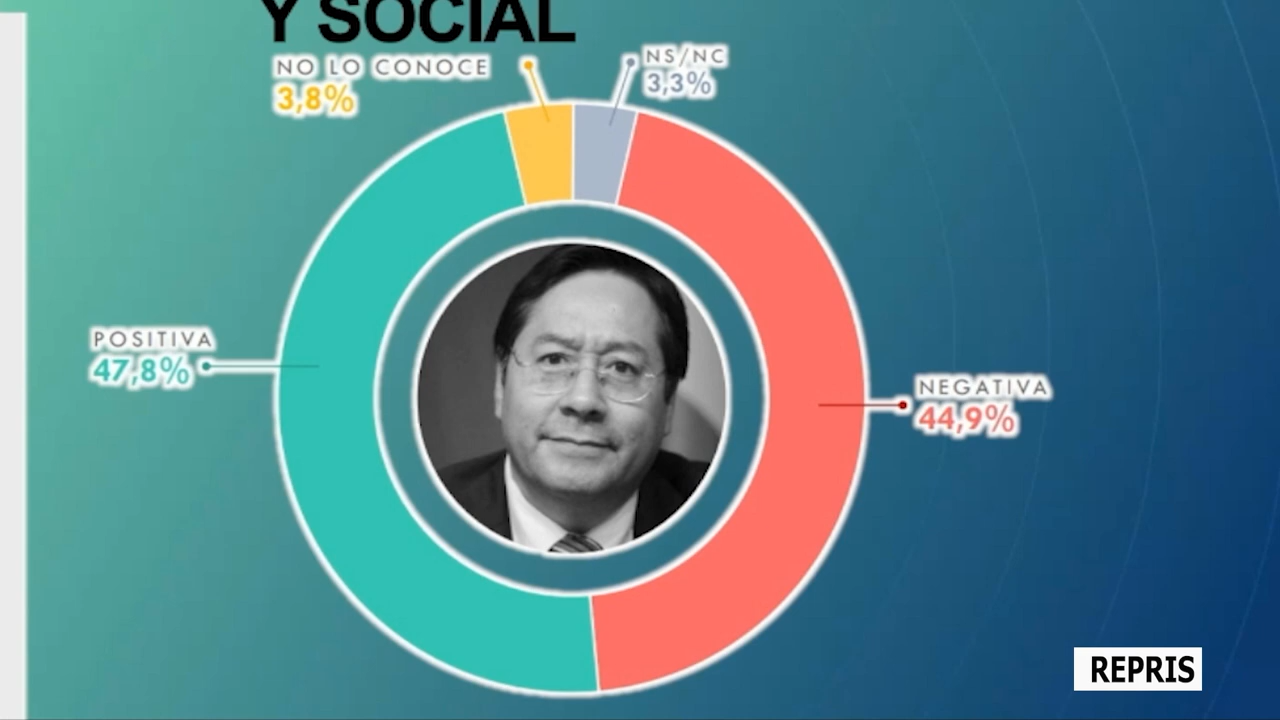 Y SOCIAL
NO LO CONOCE
3,8%
NS/NC
3,3%
POSITIVA
47,8%
NEGATIVA
44,9%
REPRIS